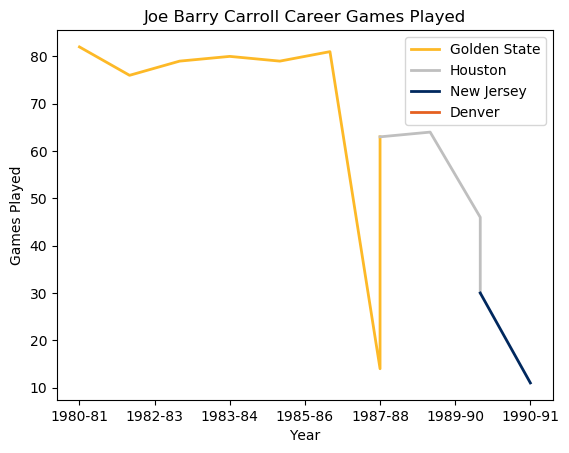 Joe Barry Carroll Career Games Played
Golden State
Houston
New Jersey
Denver
80
70
60
50
40
30
20
10
Games Played
1980-81 1982-83 1983-84 1985-86 1987-88 1989-90 1990-91
Year